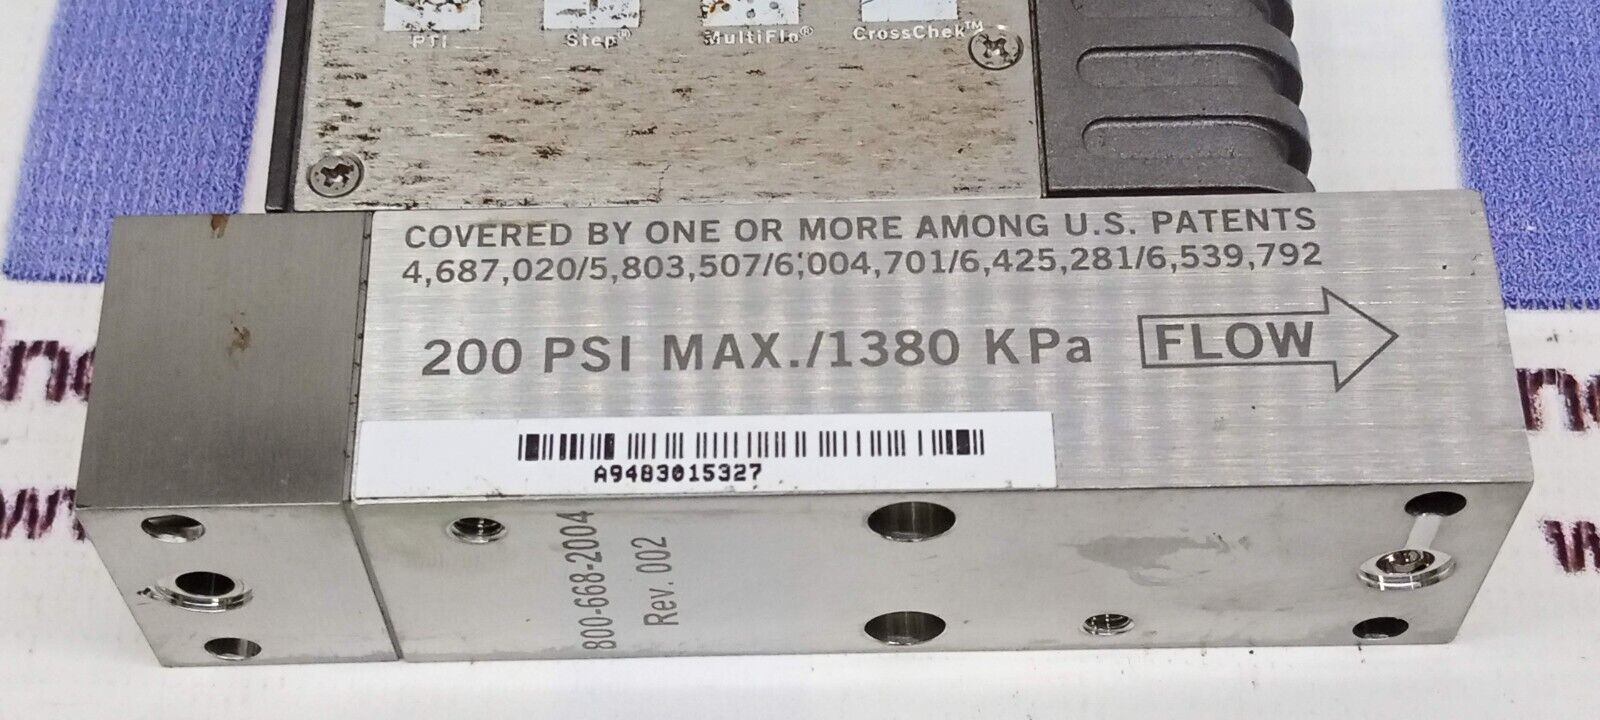 PTI Step® MultiFlo® CrossChek™
COVERED BY ONE OR MORE AMONG U.S. PATENTS
4,687,020/5,803,507/6,004,701/6,425,281/6,539,792
200 PSI MAX./1380 KPa FLOW
A9483015327
800-668-2004
Rev. 002